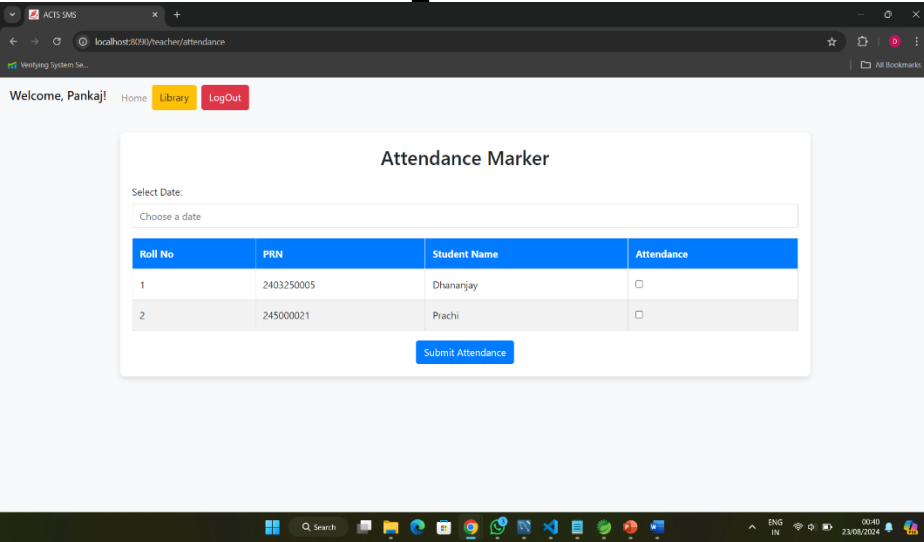 ACTS SMS
localhost:8090/teacher/attendance
Verifying System Se...
All Bookmarks
Welcome, Pankaj! Home Library LogOut
Attendance Marker
Select Date:
Choose a date
Roll No PRN Student Name Attendance
1 2403250005 Dhananjay
2 245000021 Prachi
Submit Attendance
Search
ENG
IN
00:40
23/08/2024